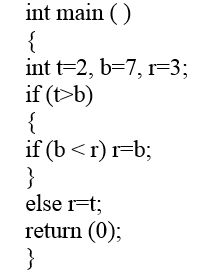 int main ( )
{
int t=2, b=7, r=3;
if (t>b)
{
if (b < r) r=b;
}
else r=t;
return (0);
}